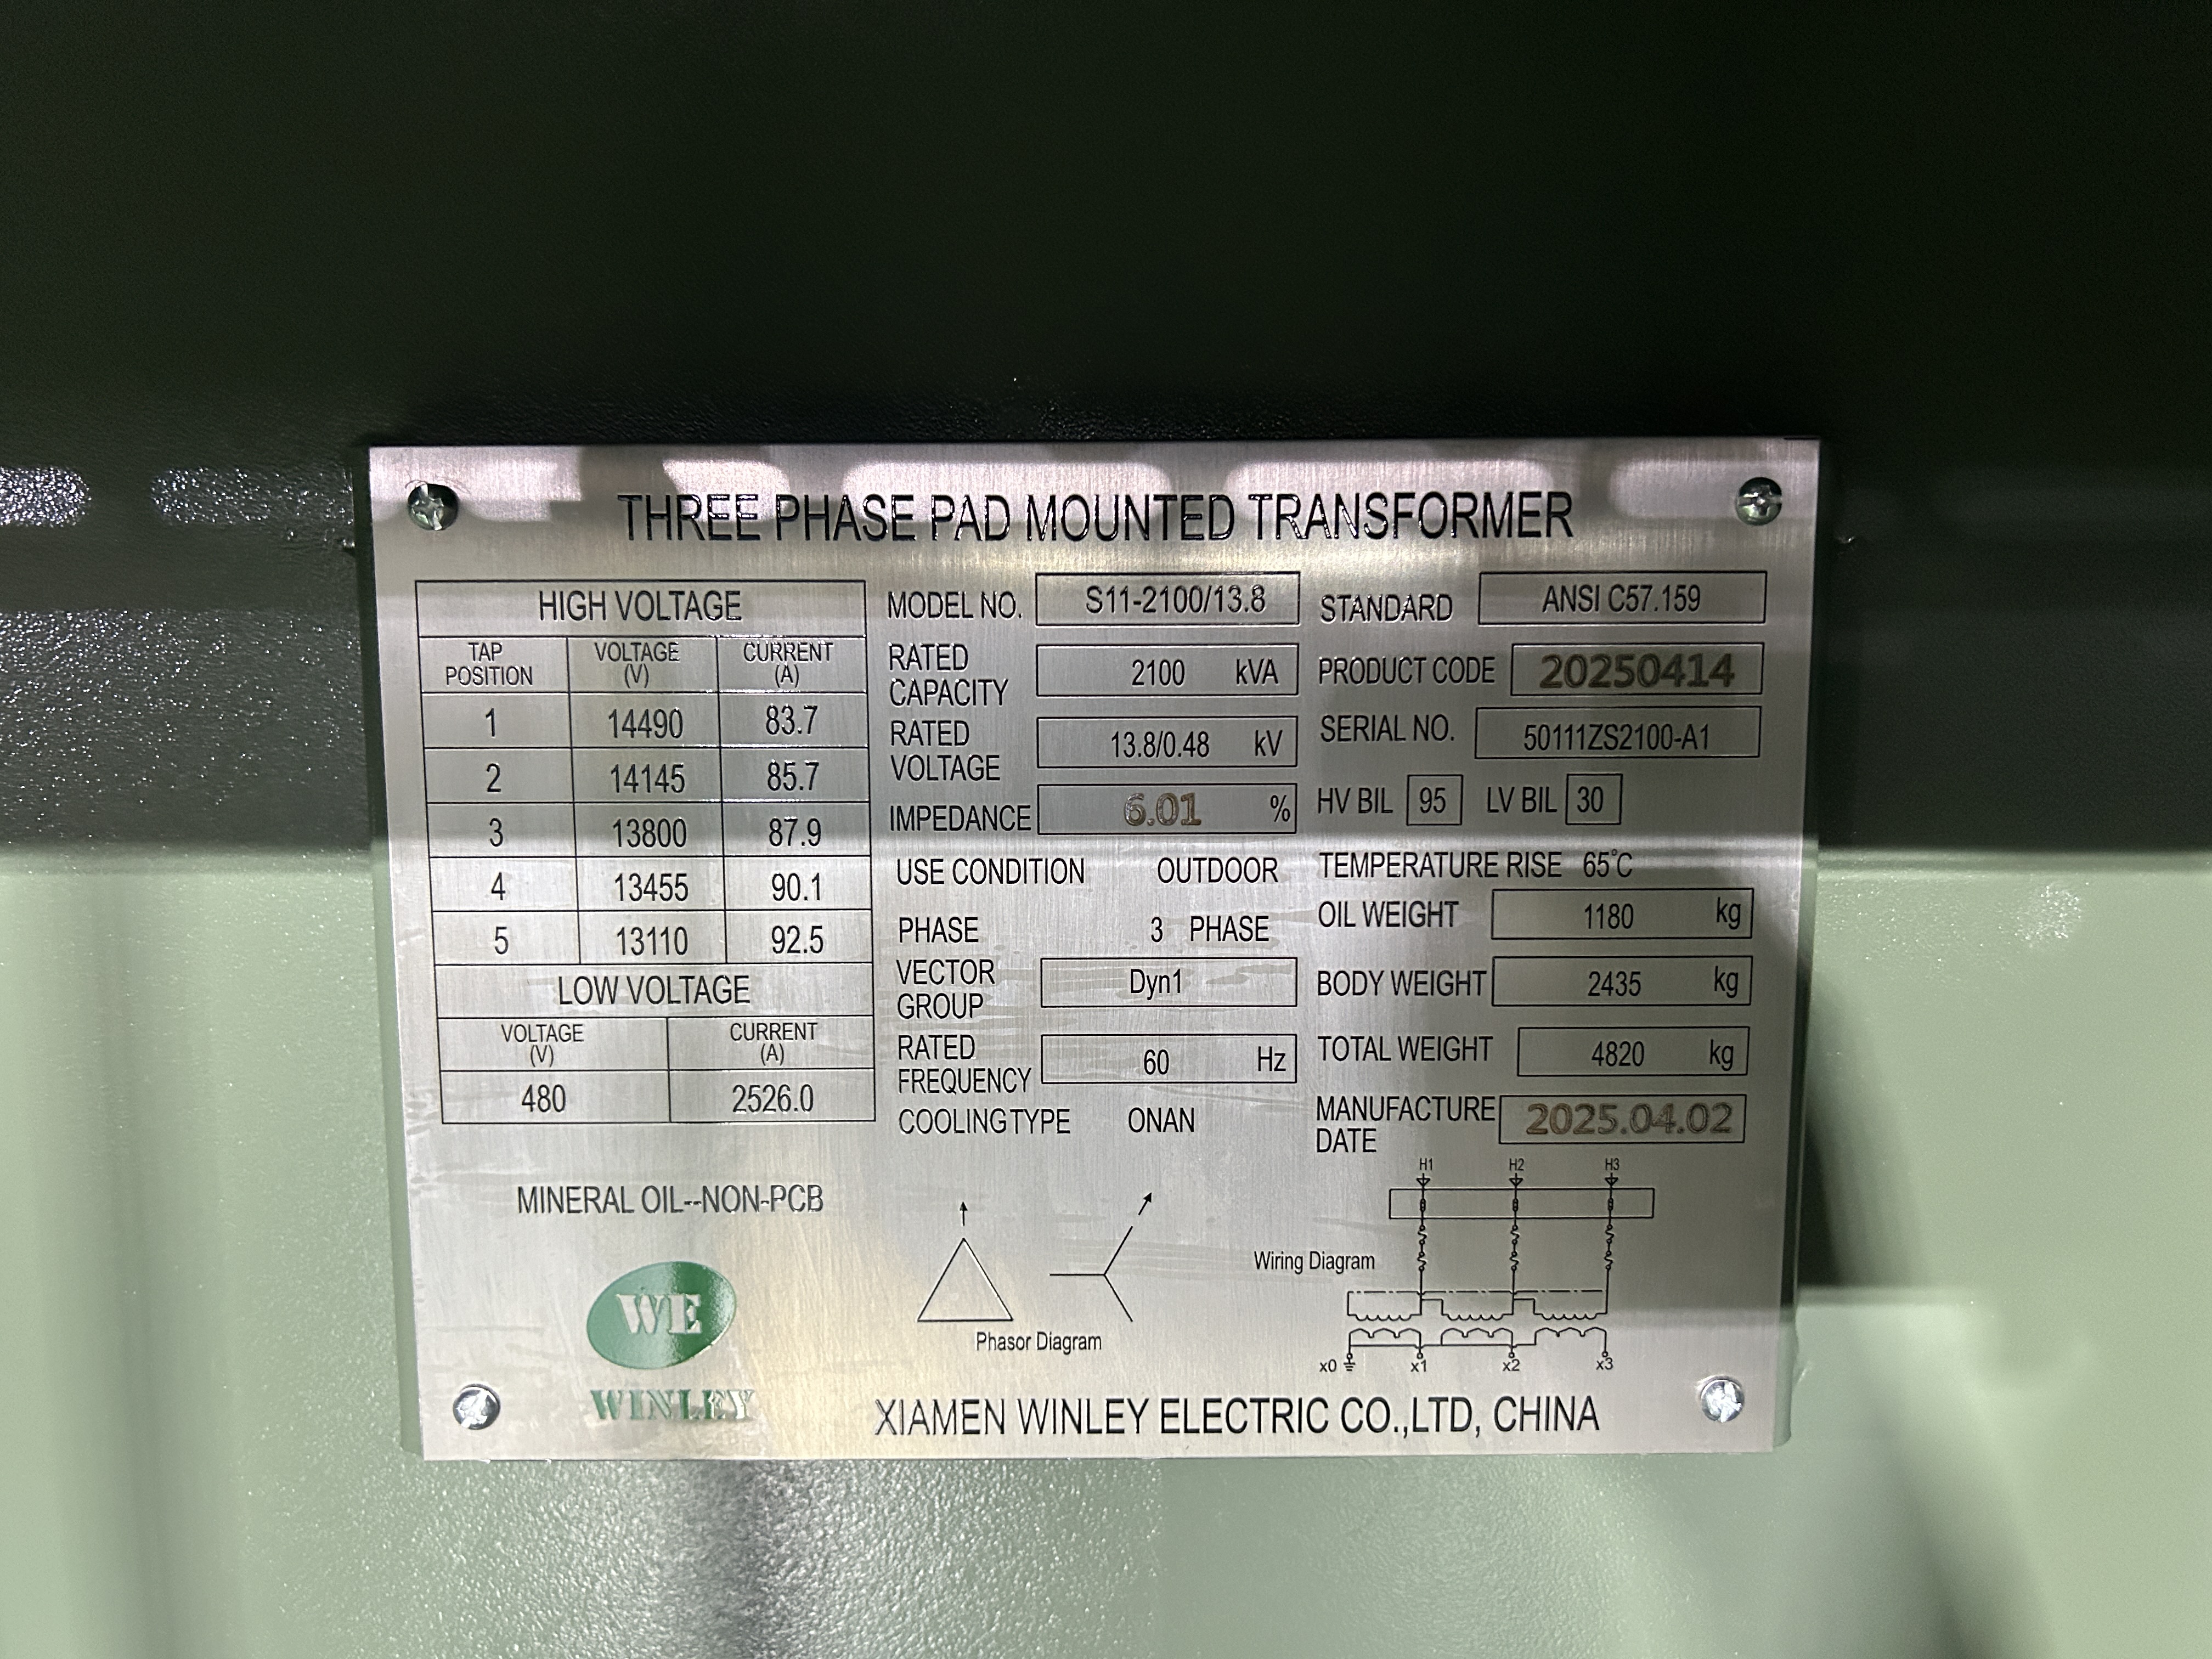 THREE PHASE PAD MOUNTED TRANSFORMER
HIGH VOLTAGE
TAP POSITION VOLTAGE (V) CURRENT (A)
1 14490 83.7
2 14145 85.7
3 13800 87.9
4 13455 90.1
5 13110 92.5
LOW VOLTAGE
VOLTAGE (V) CURRENT (A)
480 2526.0
MINERAL OIL--NON-PCB
WE
WINLEY
MODEL NO. S11-2100/13.8
RATED CAPACITY 2100 kVA
RATED VOLTAGE 13.8/0.48 kV
IMPEDANCE 6.01 %
USE CONDITION OUTDOOR
PHASE 3 PHASE
VECTOR GROUP Dyn1
RATED FREQUENCY 60 Hz
COOLING TYPE ONAN
Phasor Diagram
STANDARD ANSI C57.159
PRODUCT CODE 20250414
SERIAL NO. 50111ZS2100-A1
HV BIL 95 LV BIL 30
TEMPERATURE RISE 65℃
OIL WEIGHT 1180 kg
BODY WEIGHT 2435 kg
TOTAL WEIGHT 4820 kg
MANUFACTURE DATE 2025.04.02
H1 H2 H3
Wiring Diagram
x0 x1 x2 x3
XIAMEN WINLEY ELECTRIC CO.,LTD, CHINA